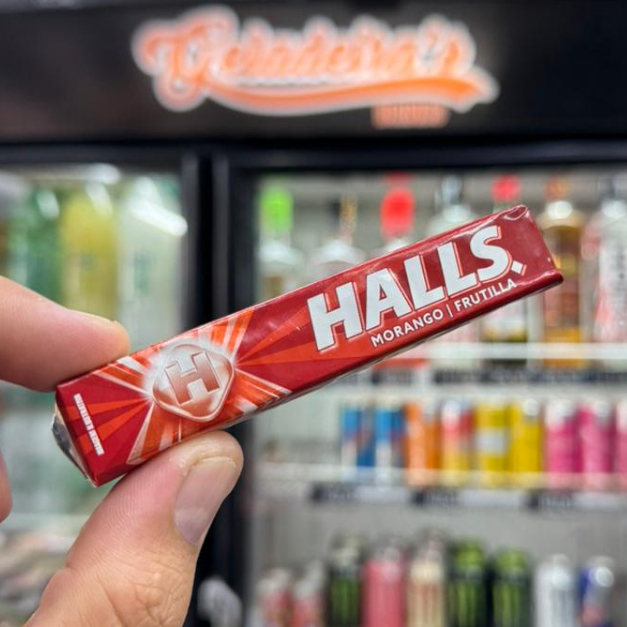 Geladeira's
HALLS.
MORANGO | FRUTILLA
H